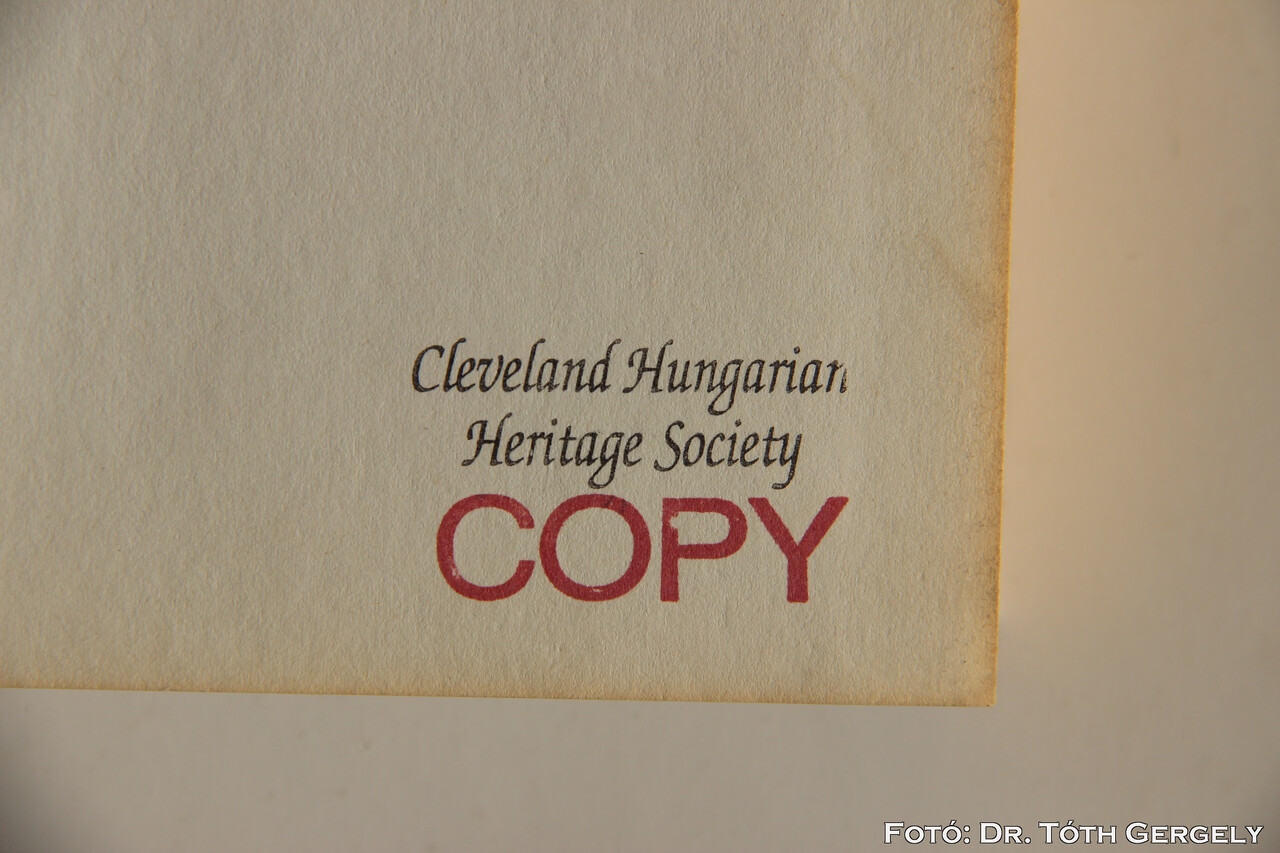 Cleveland Hungarian
Heritage Society
COPY
Fotó: Dr. Tóth Gergely